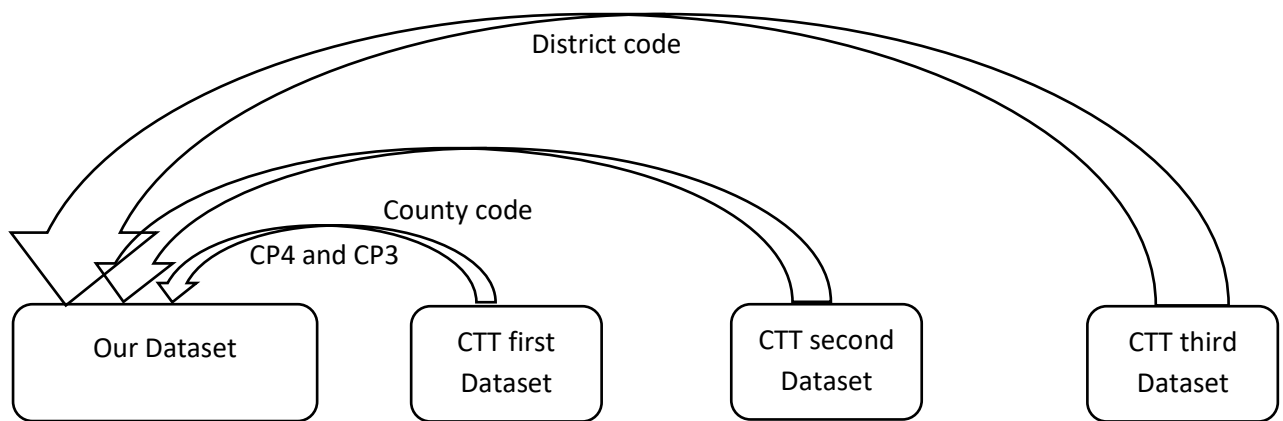 District code
County code
CP4 and CP3
Our Dataset
CTT first
Dataset
CTT second
Dataset
CTT third
Dataset